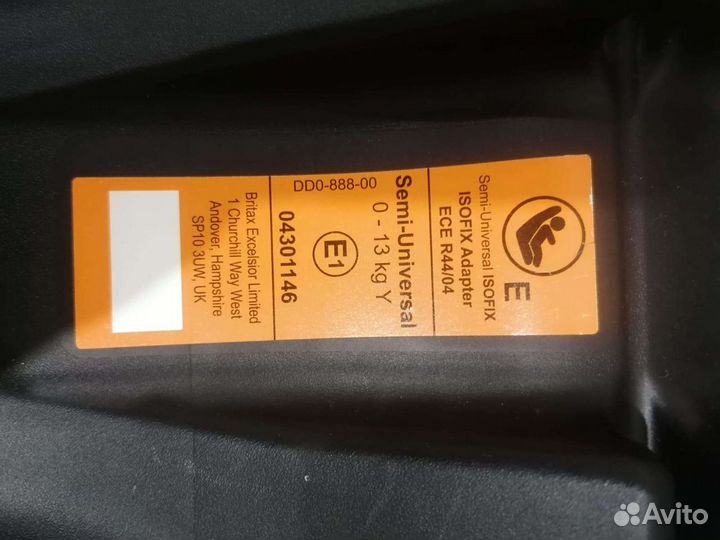 E
Semi-Universal ISOFIX
ISOFIX Adapter
ECE R44/04
Semi-Universal
0 - 13 kg Y
E1
DD0-888-00
04301146
Britax Excelsior Limited
1 Churchill Way West
Andover, Hampshire
SP10 3UW, UK
Avito